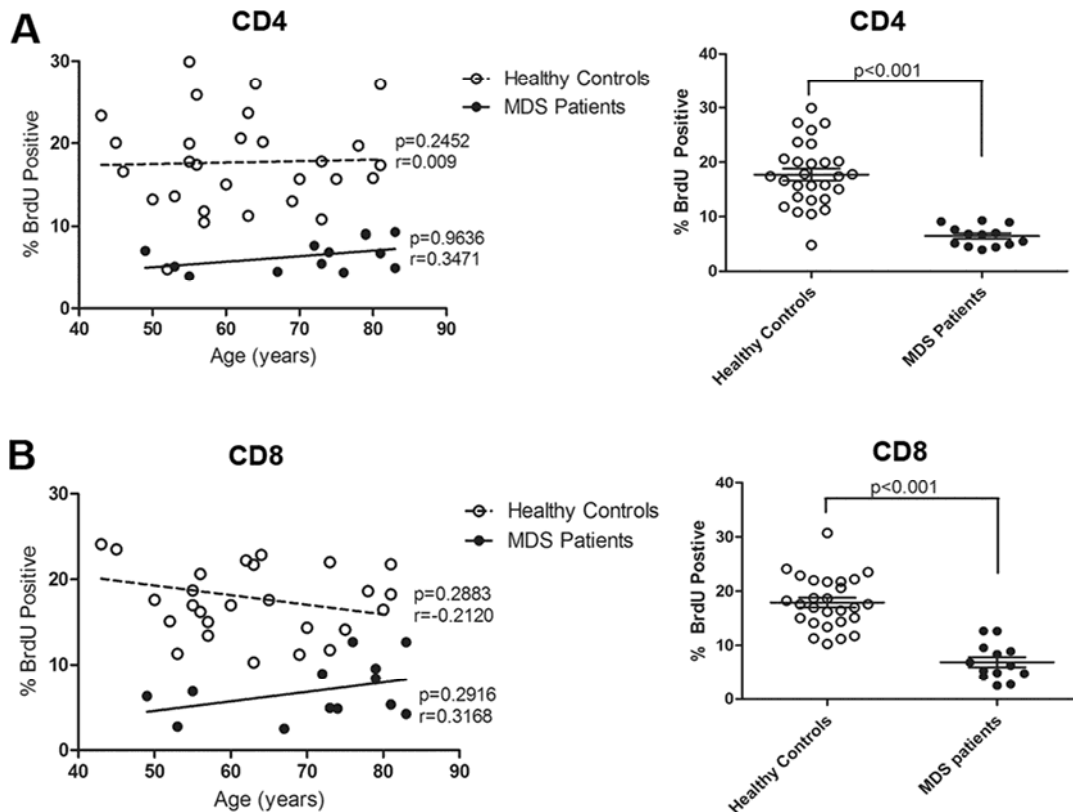 A
CD4
30
20
10
0
% BrdU Positive
40 50 60 70 80 90
Age (years)
Healthy Controls
MDS Patients
p=0.2452
r=0.009
p=0.9636
r=0.3471
CD4
40
30
20
10
0
% BrdU Positive
p<0.001
Healthy Controls
MDS Patients
B
CD8
30
20
10
0
% BrdU Positive
40 50 60 70 80 90
Age (years)
Healthy Controls
MDS Patients
p=0.2883
r=-0.2120
p=0.2916
r=0.3168
CD8
40
30
20
10
0
% BrdU Positive
p<0.001
Healthy Controls
MDS patients